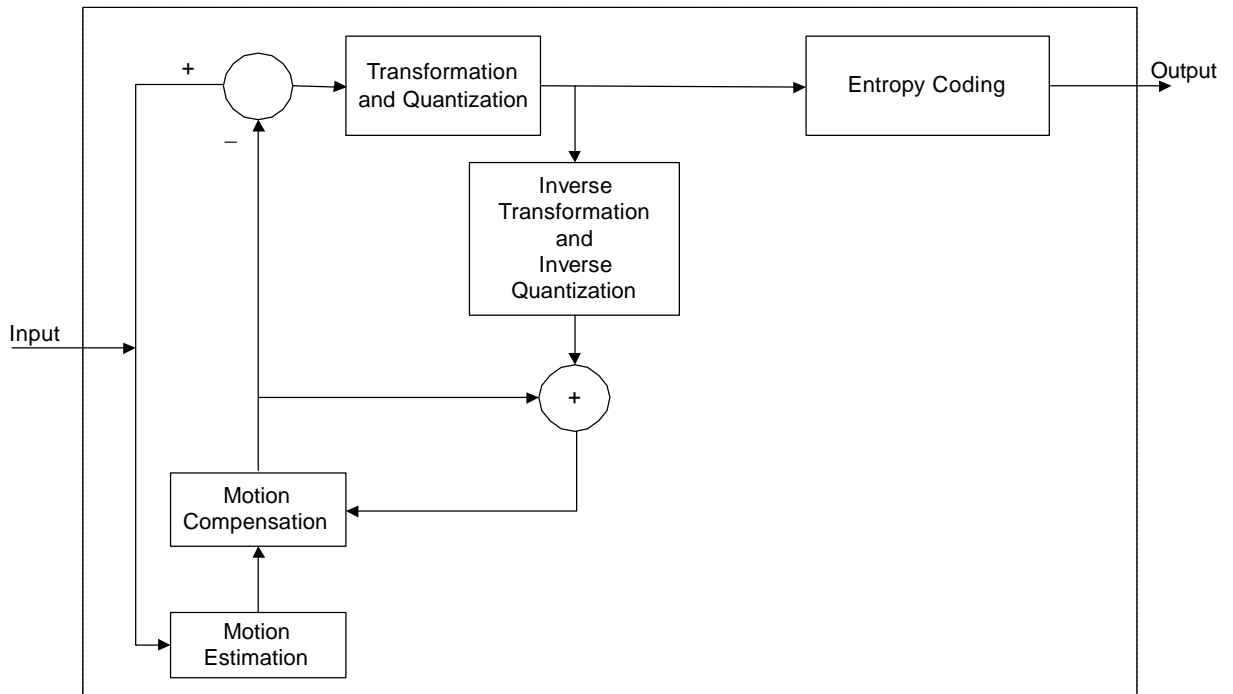 +
Transformation
and Quantization
Entropy Coding
Output
−
Inverse
Transformation
and
Inverse
Quantization
Input
+
Motion
Compensation
Motion
Estimation